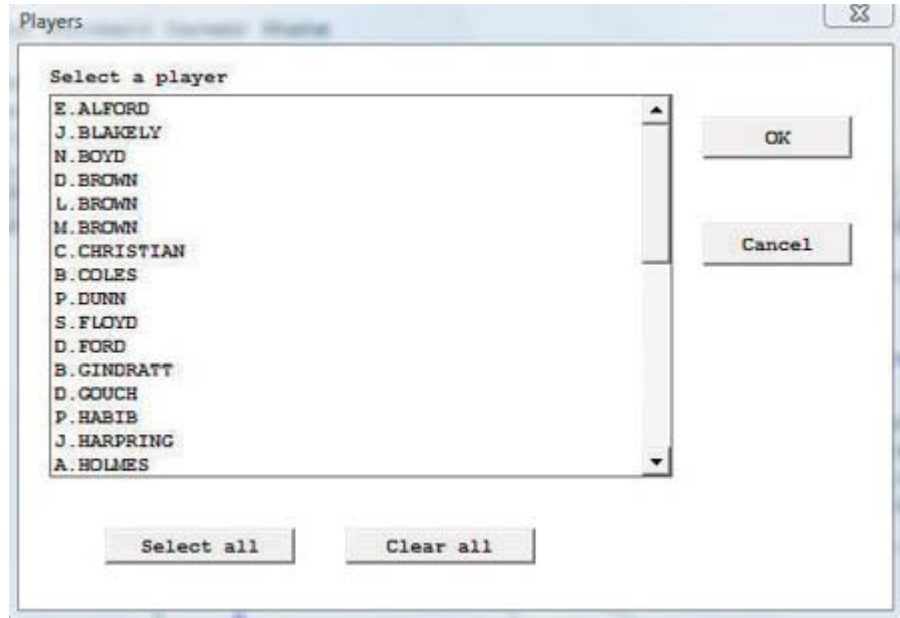 Players
Select a player
E.ALFORD
J.BLAKELY
N.BOYD
D.BROWN
L.BROWN
M.BROWN
C.CHRISTIAN
B.COLES
P.DUNN
S.FLOYD
D.FORD
B.GINDRATT
D.GOUCH
P.HABIB
J.HARPRING
A.HOLMES
OK
Cancel
Select all
Clear all